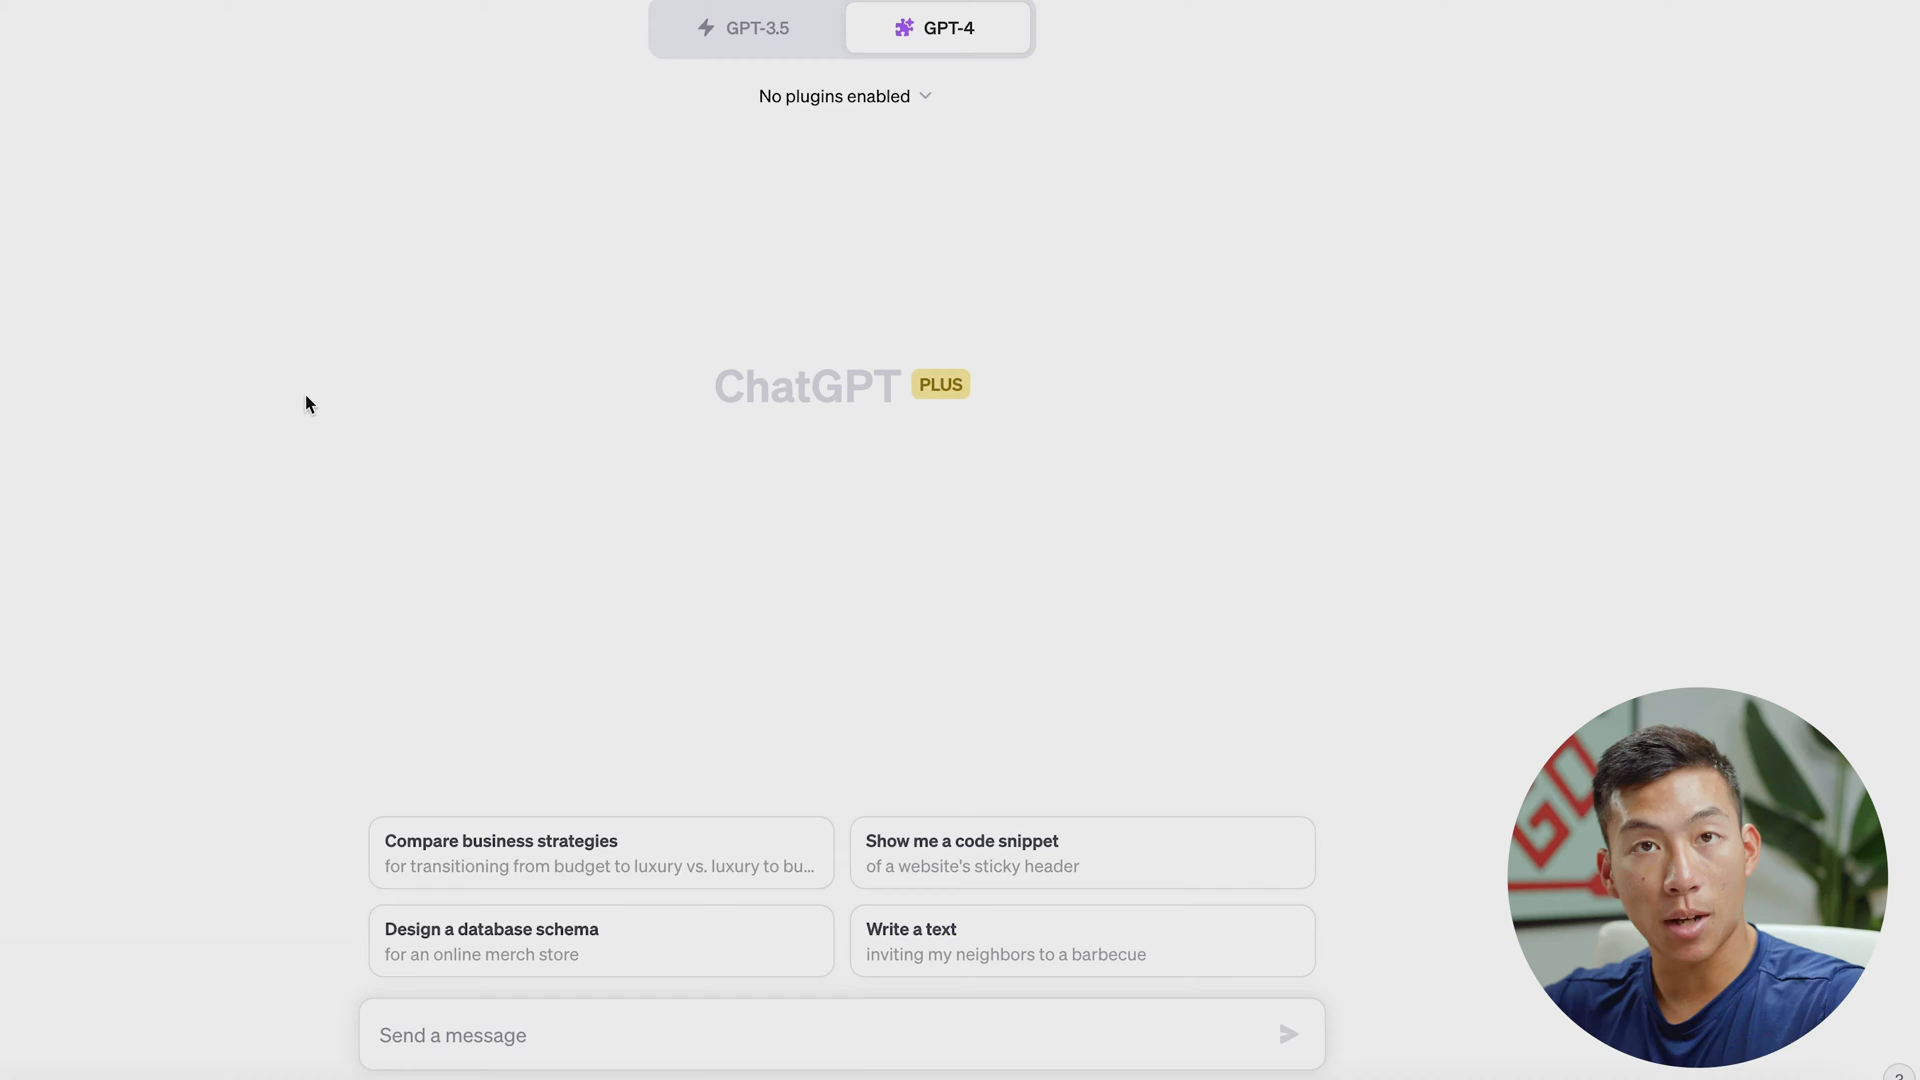 GPT-3.5
GPT-4
No plugins enabled
ChatGPT PLUS
Compare business strategies
for transitioning from budget to luxury vs. luxury to bu...
Show me a code snippet
of a website's sticky header
Design a database schema
for an online merch store
Write a text
inviting my neighbors to a barbecue
Send a message
GO